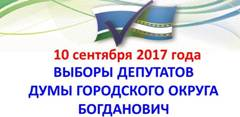 10 сентября 2017 года
ВЫБОРЫ ДЕПУТАТОВ
ДУМЫ ГОРОДСКОГО ОКРУГА
БОГДАНОВИЧ